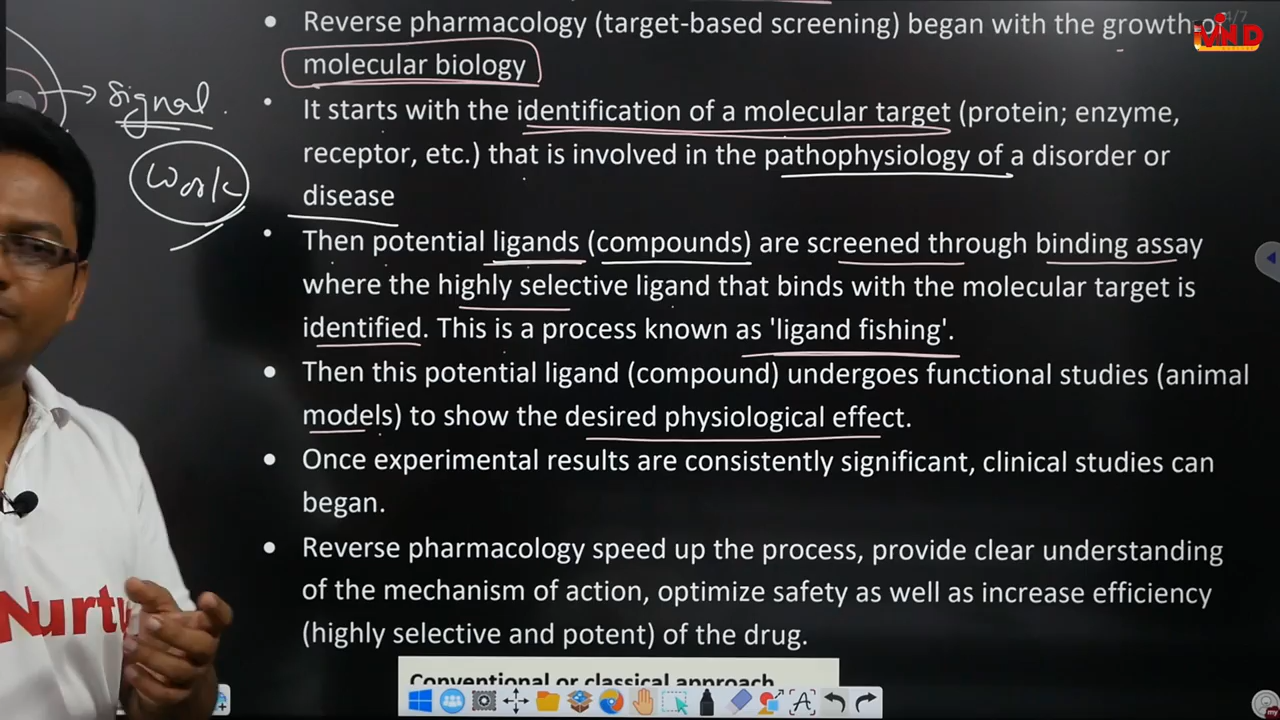 4/7
Reverse pharmacology (target-based screening) began with the growth of
molecular biology
Signal.
Work
It starts with the identification of a molecular target (protein; enzyme,
receptor, etc.) that is involved in the pathophysiology of a disorder or
disease
Then potential ligands (compounds) are screened through binding assay
where the highly selective ligand that binds with the molecular target is
identified. This is a process known as 'ligand fishing'.
Then this potential ligand (compound) undergoes functional studies (animal
models) to show the desired physiological effect.
Once experimental results are consistently significant, clinical studies can
began.
Reverse pharmacology speed up the process, provide clear understanding
of the mechanism of action, optimize safety as well as increase efficiency
(highly selective and potent) of the drug.
Nurtu
Conventional or classical approach